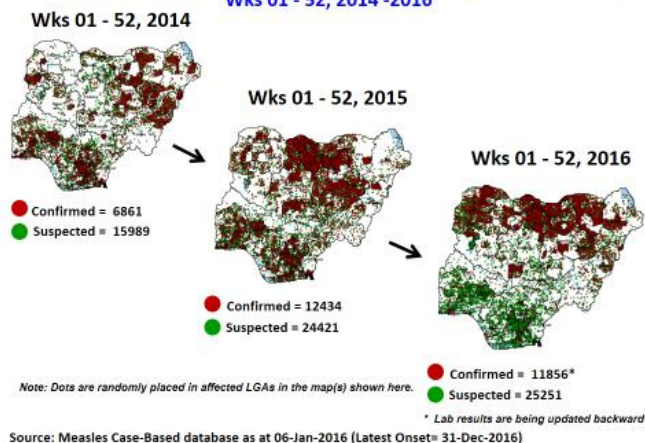 Wks 01 - 52, 2014 -2016
Wks 01 - 52, 2014
Confirmed = 6861
Suspected = 15989
Wks 01 - 52, 2015
Confirmed = 12434
Suspected = 24421
Wks 01 - 52, 2016
Confirmed = 11856*
Suspected = 25251
Note: Dots are randomly placed in affected LGAs in the map(s) shown here.
* Lab results are being updated backward
Source: Measles Case-Based database as at 06-Jan-2016 (Latest Onset= 31-Dec-2016)